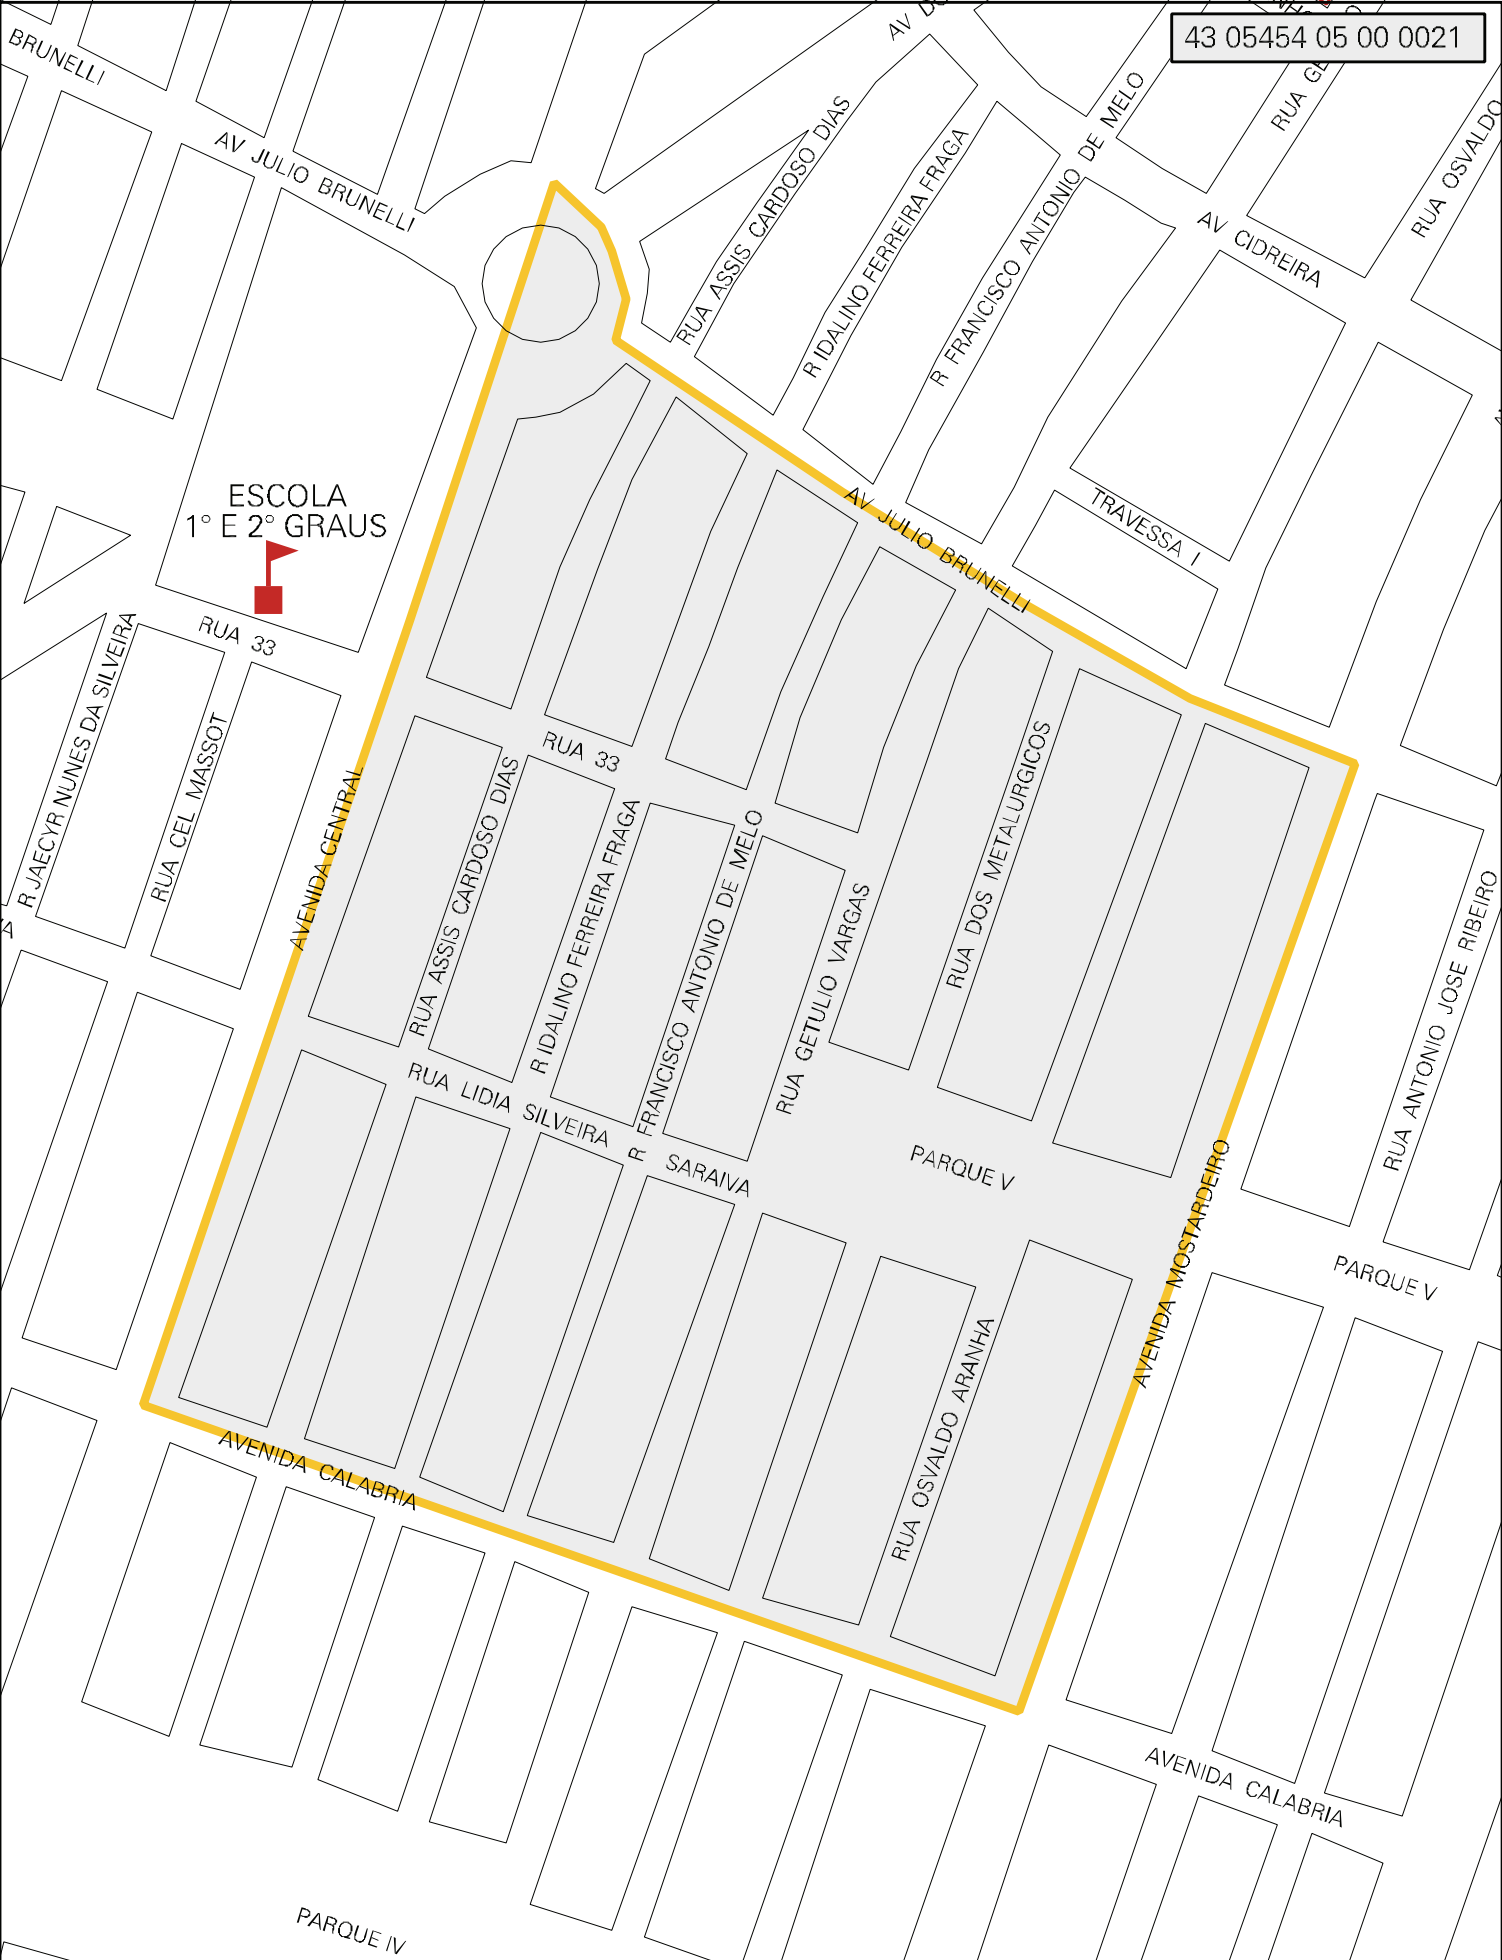 43 05454 05 00 0021
BRUNELLI
AV JULIO BRUNELLI
RUA ASSIS CARDOSO DIAS
R IDALINO FERREIRA FRAGA
R FRANCISCO ANTONIO DE MELO
AV CIDREIRA
RUA OSVALDO
TRAVESSA I
ESCOLA
1° E 2° GRAUS
RUA 33
AV JULIO BRUNELLI
R JAECYR NUNES DA SILVEIRA
RUA CEL MASSOT
AVENIDA CENTRAL
RUA 33
RUA ASSIS CARDOSO DIAS
R IDALINO FERREIRA FRAGA
R FRANCISCO ANTONIO DE MELO
RUA GETULIO VARGAS
RUA DOS METALURGICOS
RUA ANTONIO JOSE RIBEIRO
RUA LIDIA SILVEIRA SARAIVA
PARQUE V
AVENIDA MOSTARDEIRO
PARQUE V
RUA OSVALDO ARANHA
AVENIDA CALABRIA
AVENIDA CALABRIA
PARQUE IV